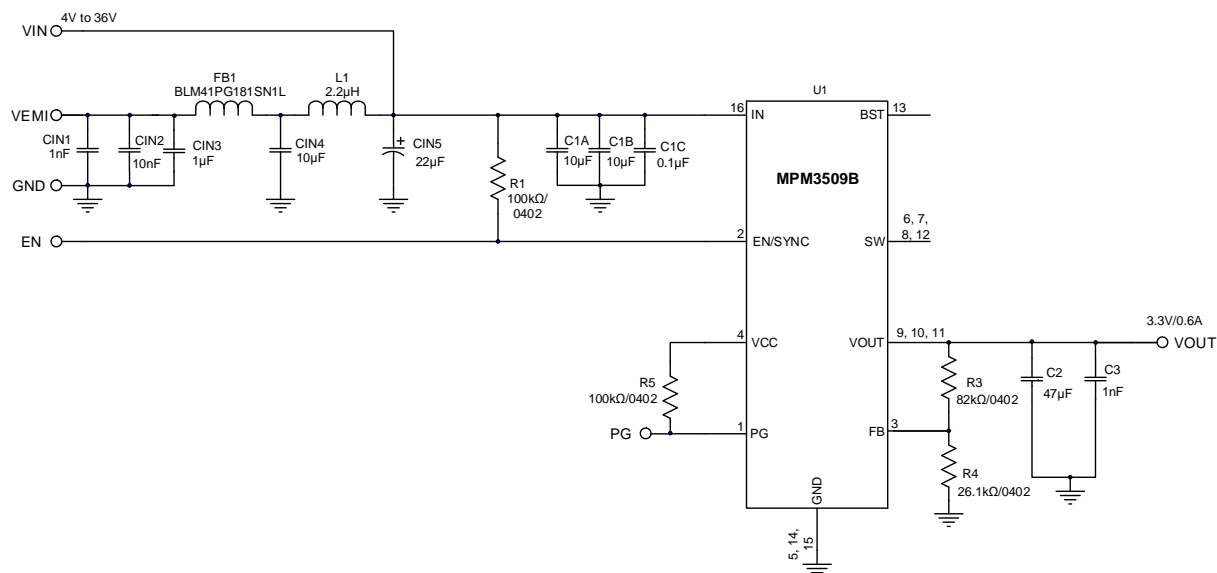 4V to 36V
VIN
FB1
BLM41PG181SN1L
L1
2.2µH
VEMI
CIN1
1nF
CIN2
10nF
CIN3
1µF
CIN4
10µF
CIN5
+
22µF
GND
R1
100kΩ/
0402
C1A
10µF
C1B
10µF
C1C
0.1µF
EN
U1
16
IN
BST
13
MPM3509B
2
EN/SYNC
SW
6, 7,
8, 12
4
VCC
VOUT
9, 10, 11
3.3V/0.6A
VOUT
R5
100kΩ/0402
PG
1
PG
FB
3
R3
82kΩ/0402
R4
26.1kΩ/0402
C2
47µF
C3
1nF
GND
5, 14,
15